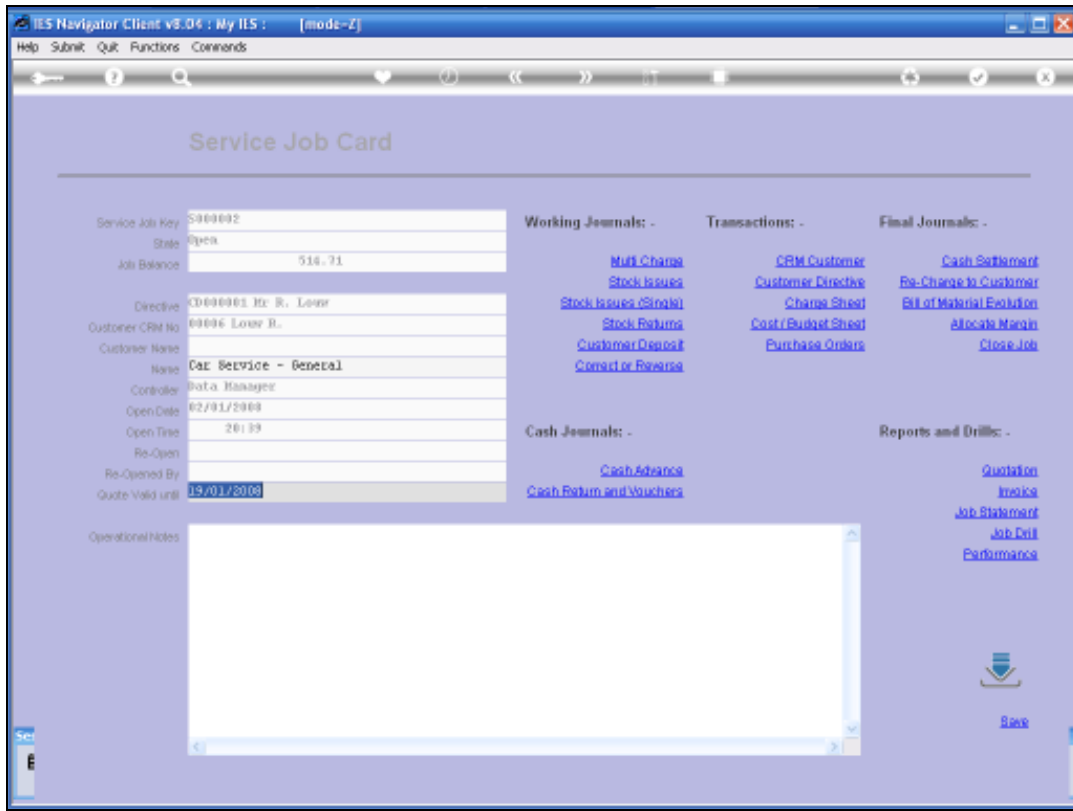 IES Navigator Client v8.04 : My IES : [mode=Z]
Help Submit Quit Functions Commands
Service Job Card
Service Job Key S000002
State Open
Job Balance 514.71
Directive CD000001 Mr R. Louw
Customer CRM No 00006 Louw R.
Customer Name
Name Car Service - General
Controller Data Manager
Open Date 02/01/2008
Open Time 20:39
Re-Open
Re-Opened By
Quote Valid until 19/01/2008
Operational Notes
Working Journals: -
Multi Charge
Stock Issues
Stock Issues (Single)
Stock Returns
Customer Deposit
Correct or Reverse
Transactions: -
CRM Customer
Customer Directive
Charge Sheet
Cost / Budget Sheet
Purchase Orders
Final Journals: -
Cash Settlement
Re-Charge to Customer
Bill of Material Evolution
Allocate Margin
Close Job
Cash Journals: -
Cash Advance
Cash Return and Vouchers
Reports and Drills: -
Quotation
Invoice
Job Statement
Job Drill
Performance
Save